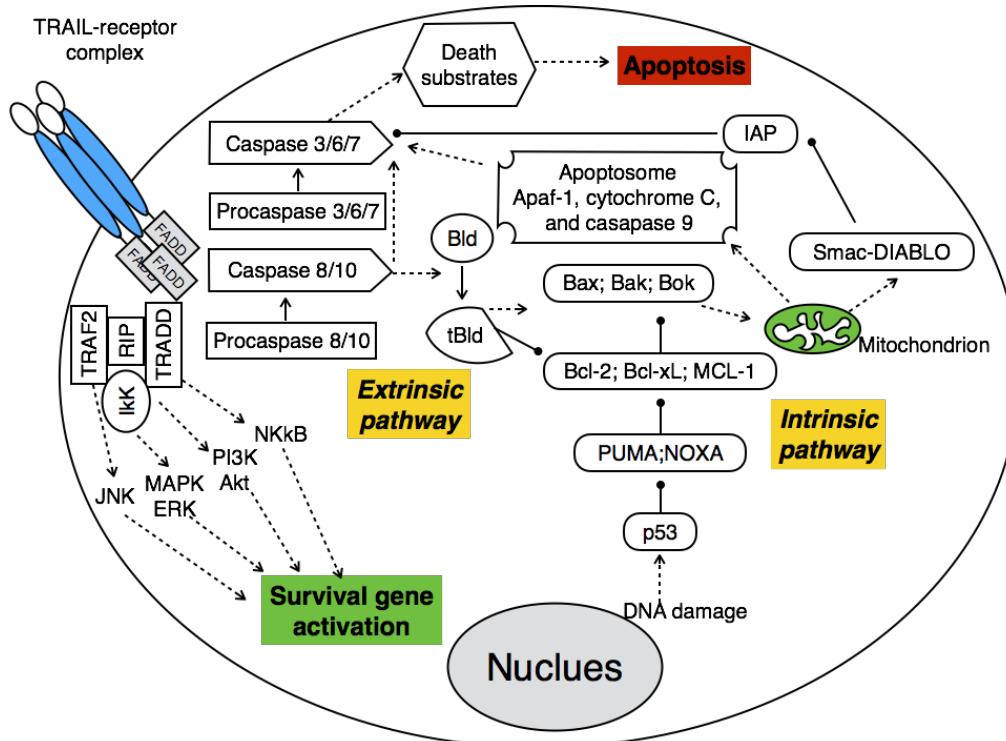 TRAIL-receptor
complex
Death
substrates
Apoptosis
Caspase 3/6/7
IAP
Apoptosome
Apaf-1, cytochrome C,
and casapase 9
Procaspase 3/6/7
FADD
FADD
FADD
Bld
Smac-DIABLO
Caspase 8/10
Bax; Bak; Bok
TRAF2
RIP
TRADD
Procaspase 8/10
tBld
Mitochondrion
Bcl-2; Bcl-xL; MCL-1
IkK
Extrinsic
pathway
Intrinsic
pathway
NKkB
PUMA;NOXA
PI3K
Akt
MAPK
ERK
JNK
p53
Survival gene
activation
DNA damage
Nuclues